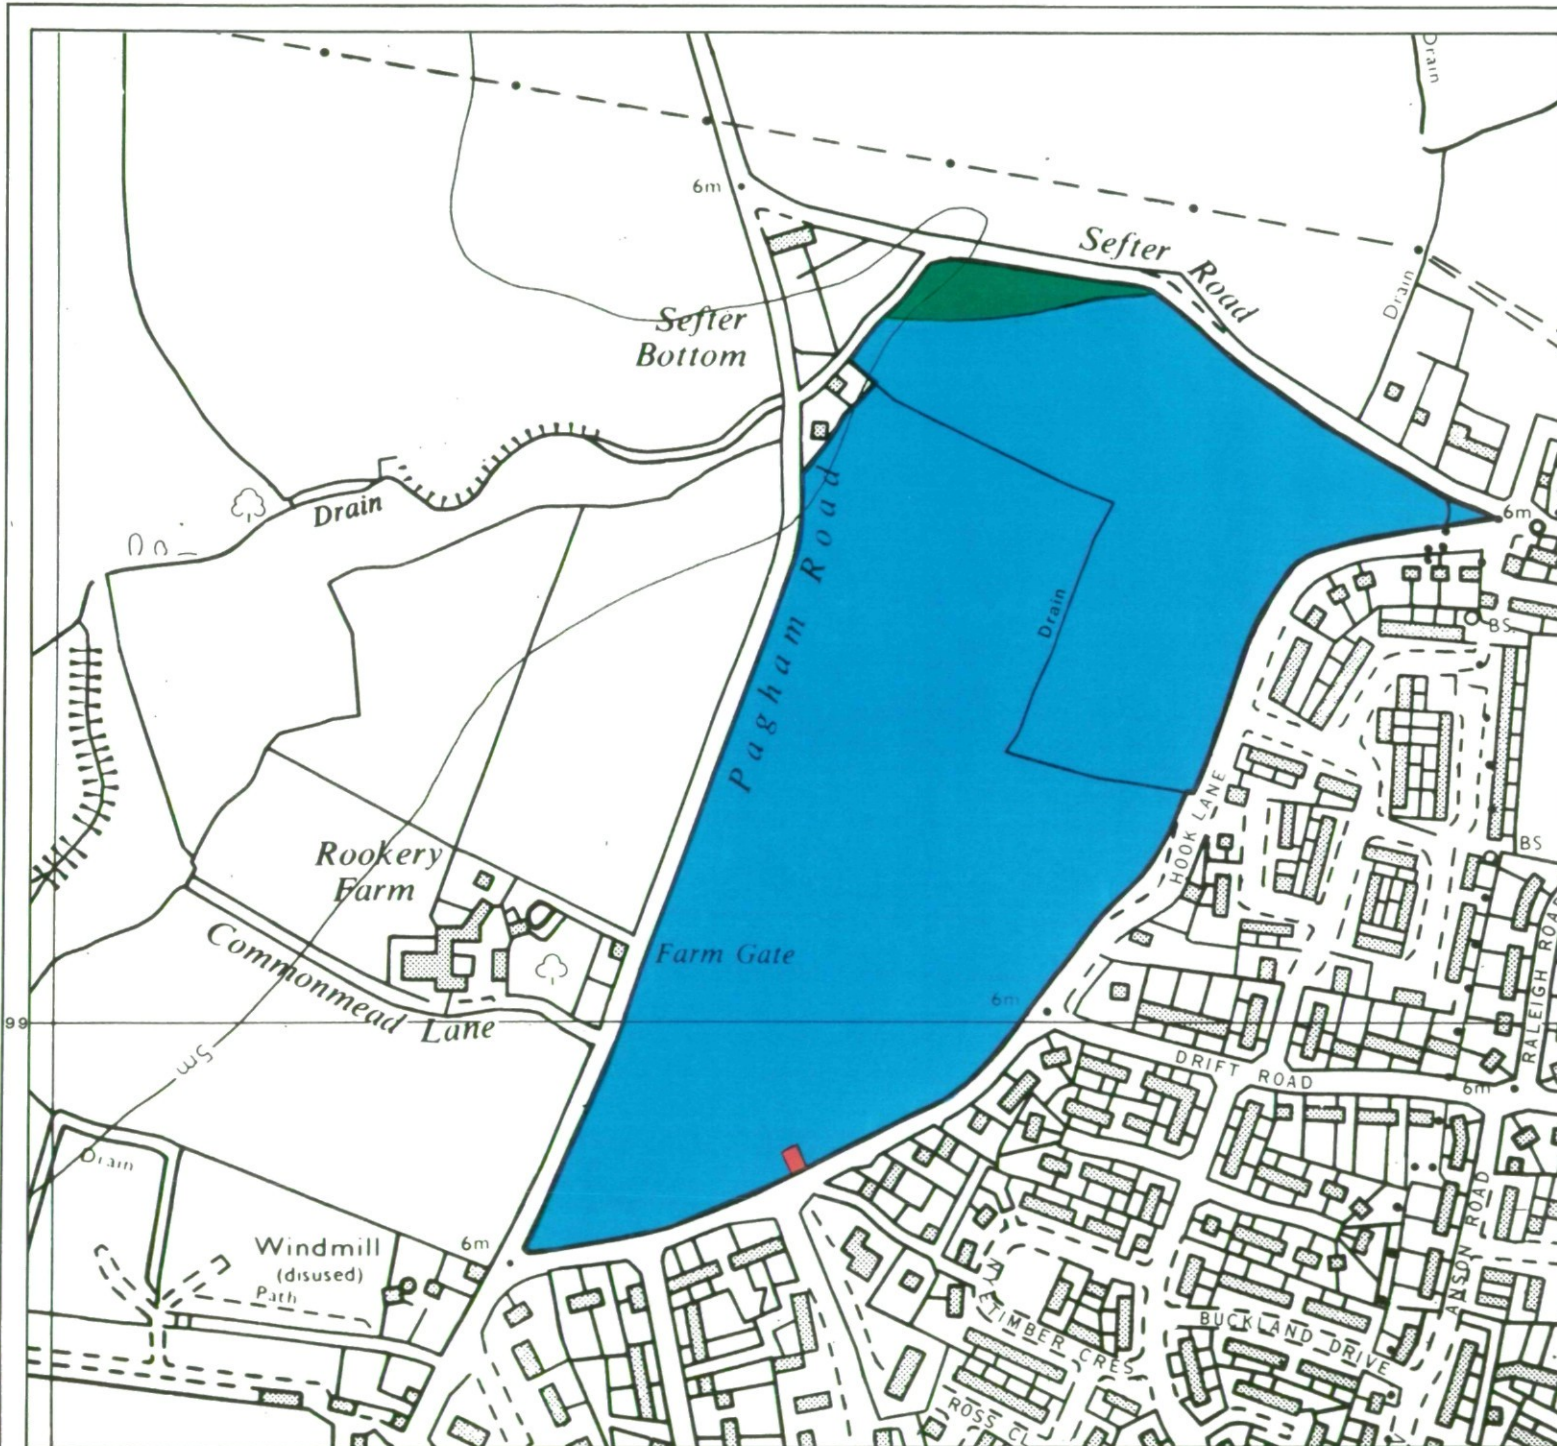 Drain
6m
Sefter
Road
Drain
Sefter
Bottom
Drain
6m
Pagham Road
Drain
BS.
HOOK LANE
BS
Rookery
Farm
Farm Gate
Commonmead Lane
6m
RALEIGH ROAD
99
5m
DRIFT ROAD
6m
Drain
Windmill
(disused)
Path
6m
ANSON ROAD
RYETIMBER CRES
BUCKLAND DRIVE
ROSS CL